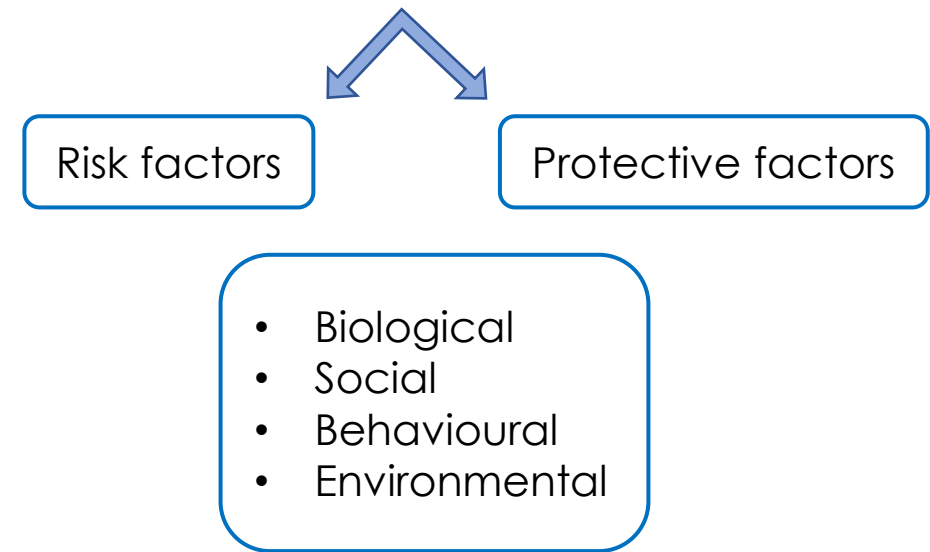 Risk factors
Protective factors
• Biological
• Social
• Behavioural
• Environmental